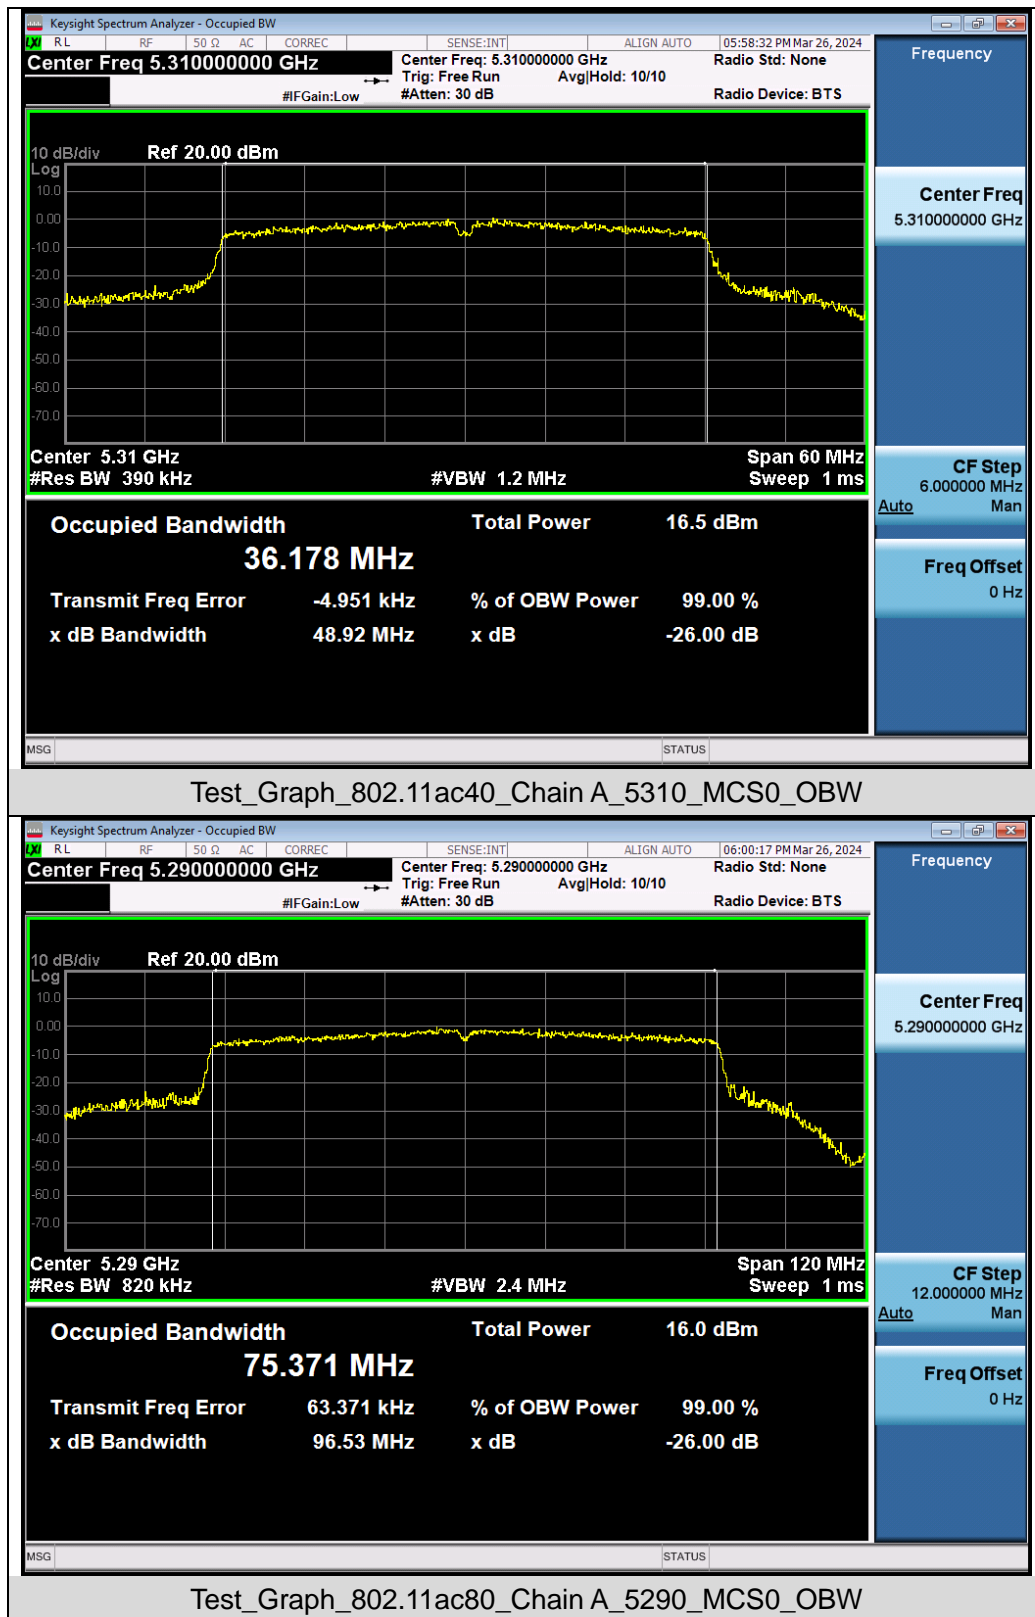 Keysight Spectrum Analyzer - Occupied BW
LXI RL RF 50 Ω AC CORREC SENSE:INT ALIGN AUTO 05:58:32 PM Mar 26, 2024
Center Freq 5.310000000 GHz
Center Freq: 5.310000000 GHz Radio Std: None
Trig: Free Run Avg|Hold: 10/10
#IFGain:Low #Atten: 30 dB Radio Device: BTS
Frequency
10 dB/div Ref 20.00 dBm
Log
10.0
0.00
-10.0
-20.0
-30.0
-40.0
-50.0
-60.0
-70.0
Center 5.31 GHz Span 60 MHz
#Res BW 390 kHz #VBW 1.2 MHz Sweep 1 ms
Center Freq
5.310000000 GHz
CF Step
6.000000 MHz
Auto Man
Freq Offset
0 Hz
Occupied Bandwidth Total Power 16.5 dBm
36.178 MHz
Transmit Freq Error -4.951 kHz % of OBW Power 99.00 %
x dB Bandwidth 48.92 MHz x dB -26.00 dB
MSG STATUS
Test_Graph_802.11ac40_Chain A_5310_MCS0_OBW
Keysight Spectrum Analyzer - Occupied BW
LXI RL RF 50 Ω AC CORREC SENSE:INT ALIGN AUTO 06:00:17 PM Mar 26, 2024
Center Freq 5.290000000 GHz
Center Freq: 5.290000000 GHz Radio Std: None
Trig: Free Run Avg|Hold: 10/10
#IFGain:Low #Atten: 30 dB Radio Device: BTS
Frequency
10 dB/div Ref 20.00 dBm
Log
10.0
0.00
-10.0
-20.0
-30.0
-40.0
-50.0
-60.0
-70.0
Center 5.29 GHz Span 120 MHz
#Res BW 820 kHz #VBW 2.4 MHz Sweep 1 ms
Center Freq
5.290000000 GHz
CF Step
12.000000 MHz
Auto Man
Freq Offset
0 Hz
Occupied Bandwidth Total Power 16.0 dBm
75.371 MHz
Transmit Freq Error 63.371 kHz % of OBW Power 99.00 %
x dB Bandwidth 96.53 MHz x dB -26.00 dB
MSG STATUS
Test_Graph_802.11ac80_Chain A_5290_MCS0_OBW